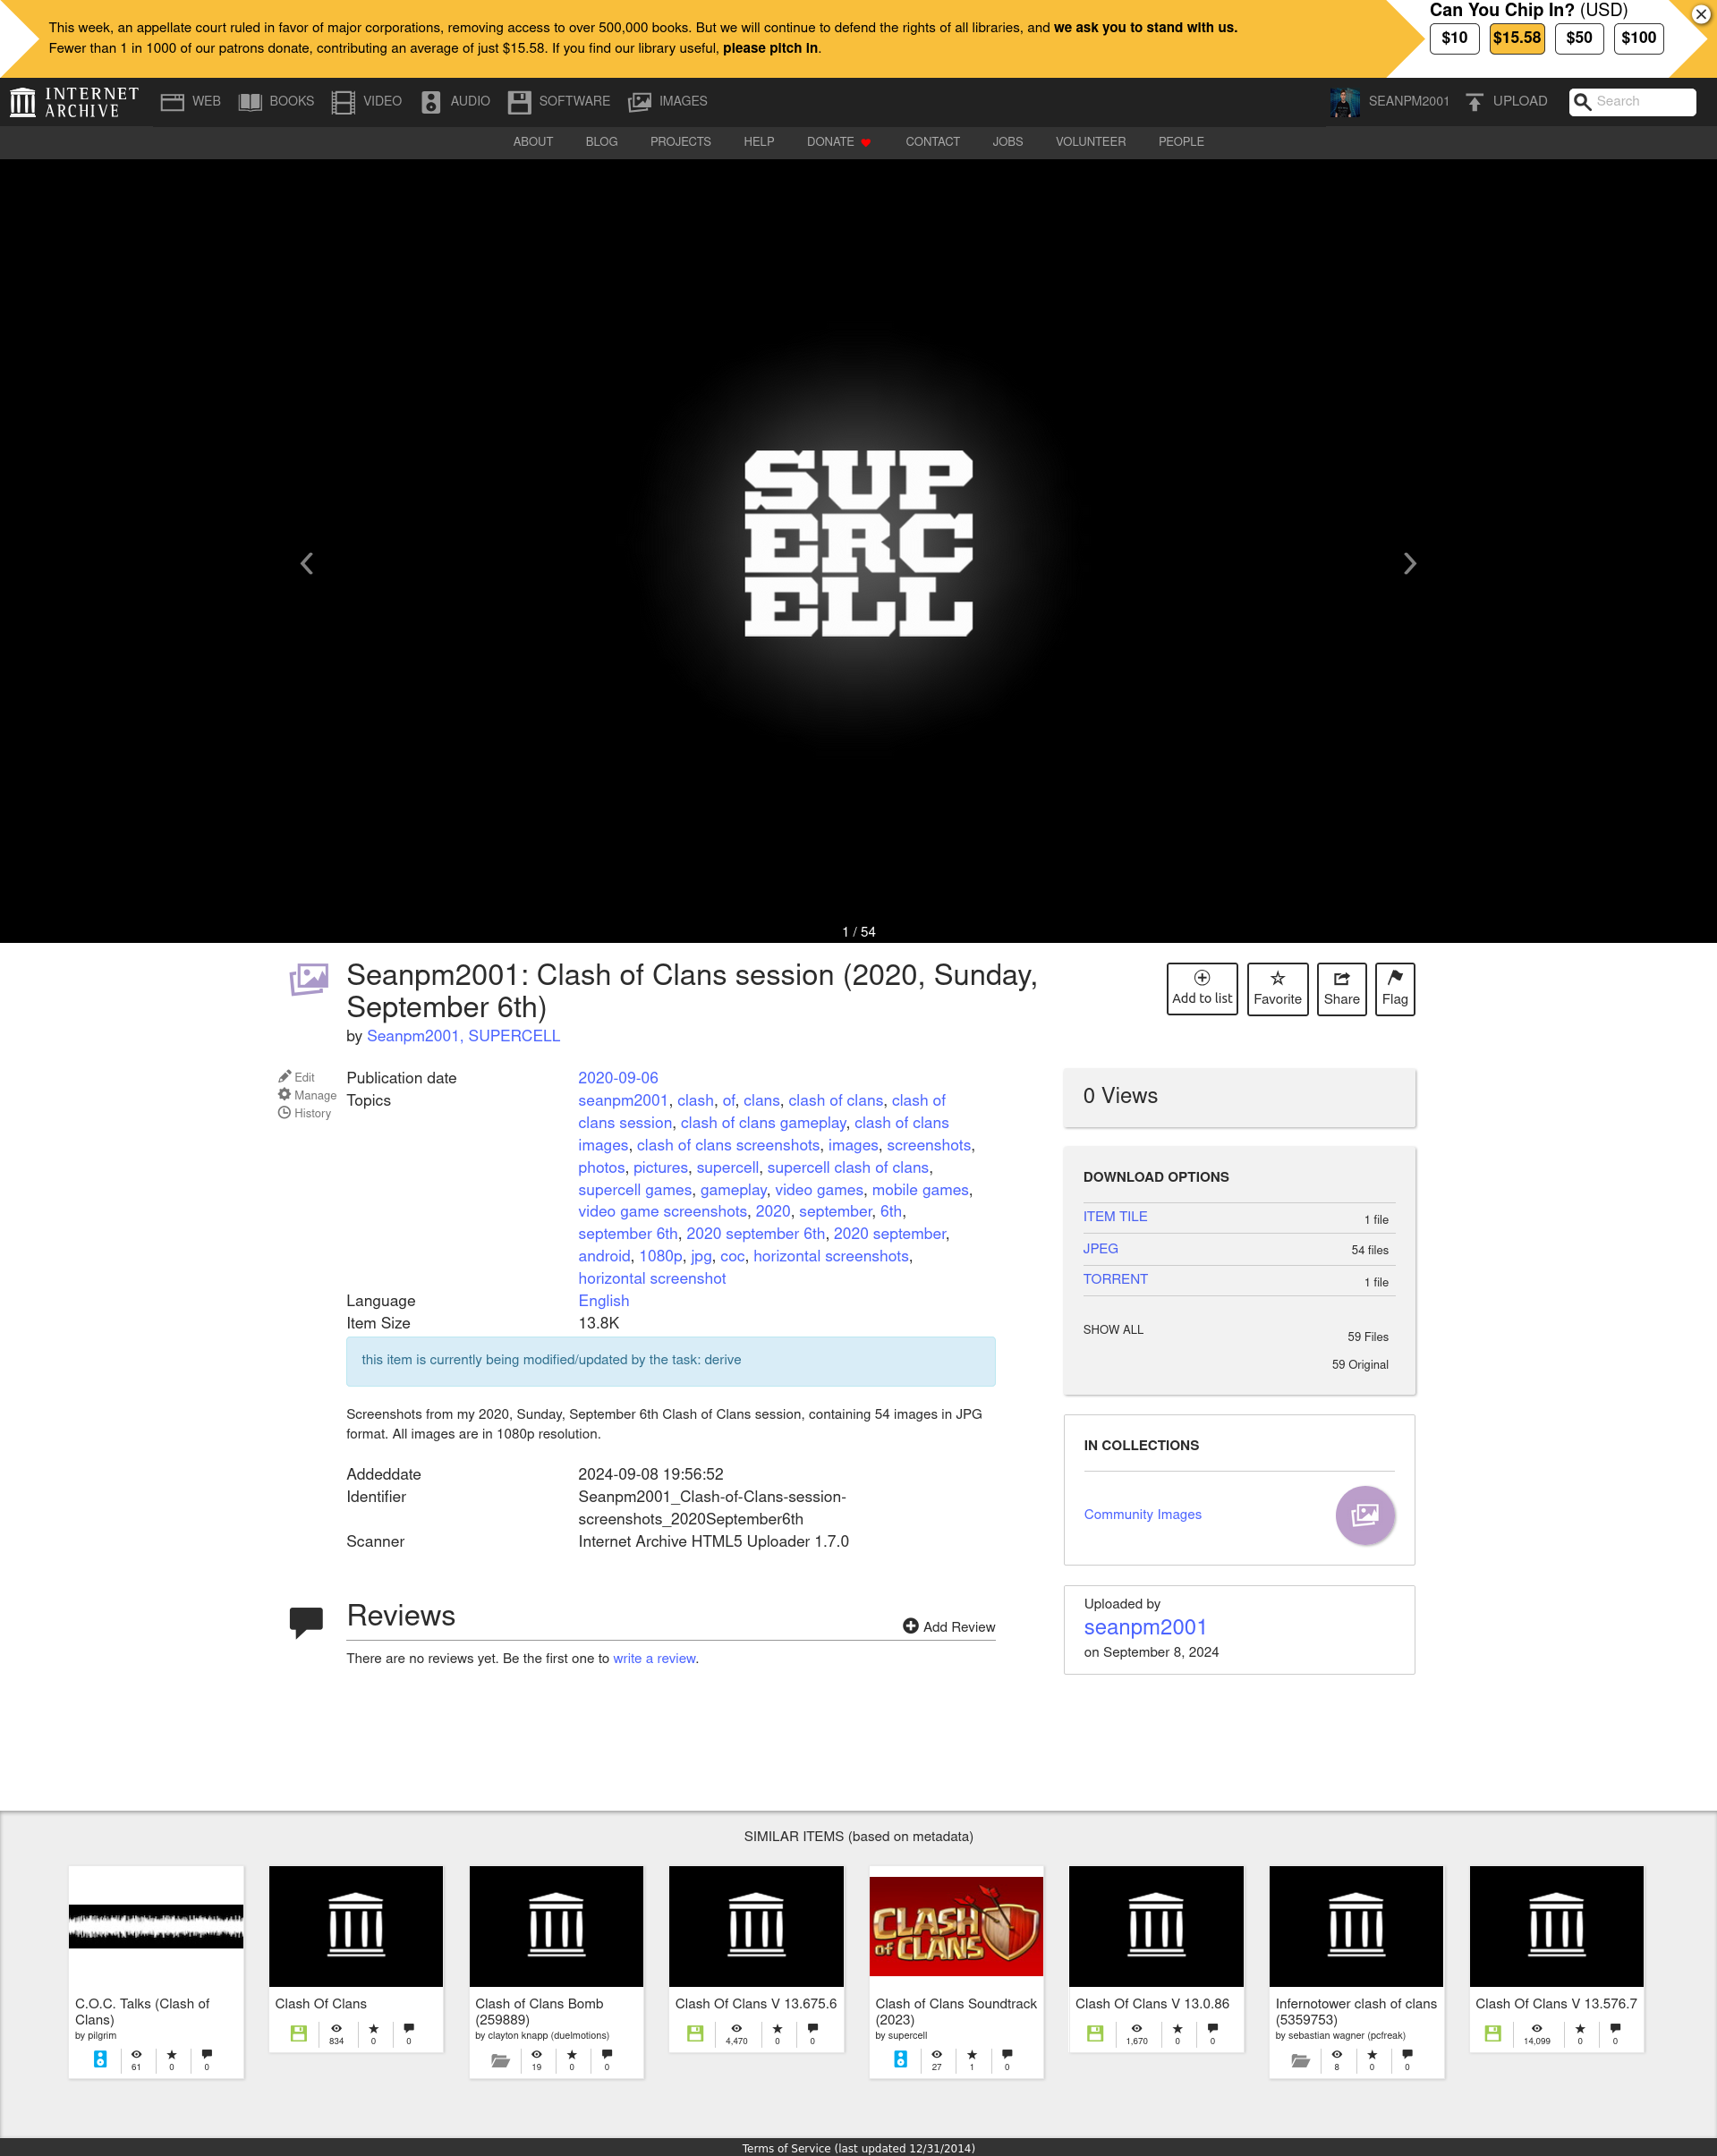 This week, an appellate court ruled in favor of major corporations, removing access to over 500,000 books. But we will continue to defend the rights of all libraries, and we ask you to stand with us.
Fewer than 1 in 1000 of our patrons donate, contributing an average of just $15.58. If you find our library useful, please pitch in.
Can You Chip In? (USD)
$10 $15.58 $50 $100
INTERNET
ARCHIVE
WEB BOOKS VIDEO AUDIO SOFTWARE IMAGES SEANPM2001 UPLOAD Search
ABOUT BLOG PROJECTS HELP DONATE CONTACT JOBS VOLUNTEER PEOPLE
SUP
ERC
ELL
1 / 54
Seanpm2001: Clash of Clans session (2020, Sunday,
September 6th)
by Seanpm2001, SUPERCELL
Add to list Favorite Share Flag
Edit
Manage
History
Publication date 2020-09-06
Topics seanpm2001, clash, of, clans, clash of clans, clash of
clans session, clash of clans gameplay, clash of clans
images, clash of clans screenshots, images, screenshots,
photos, pictures, supercell, supercell clash of clans,
supercell games, gameplay, video games, mobile games,
video game screenshots, 2020, september, 6th,
september 6th, 2020 september 6th, 2020 september,
android, 1080p, jpg, coc, horizontal screenshots,
horizontal screenshot
Language English
Item Size 13.8K
this item is currently being modified/updated by the task: derive
Screenshots from my 2020, Sunday, September 6th Clash of Clans session, containing 54 images in JPG
format. All images are in 1080p resolution.
Addeddate 2024-09-08 19:56:52
Identifier Seanpm2001_Clash-of-Clans-session-
screenshots_2020September6th
Scanner Internet Archive HTML5 Uploader 1.7.0
Reviews
Add Review
There are no reviews yet. Be the first one to write a review.
0 Views
DOWNLOAD OPTIONS
ITEM TILE 1 file
JPEG 54 files
TORRENT 1 file
SHOW ALL 59 Files
59 Original
IN COLLECTIONS
Community Images
Uploaded by
seanpm2001
on September 8, 2024
SIMILAR ITEMS (based on metadata)
C.O.C. Talks (Clash of
Clans)
by pilgrim
61 0 0
Clash Of Clans
834 0 0
Clash of Clans Bomb
(259889)
by clayton knapp (duelmotions)
19 0 0
Clash Of Clans V 13.675.6
4,470 0 0
CLASH
OF CLANS
Clash of Clans Soundtrack
(2023)
by supercell
27 1 0
Clash Of Clans V 13.0.86
1,670 0 0
Infernotower clash of clans
(5359753)
by sebastian wagner (pcfreak)
8 0 0
Clash Of Clans V 13.576.7
14,099 0 0
Terms of Service (last updated 12/31/2014)